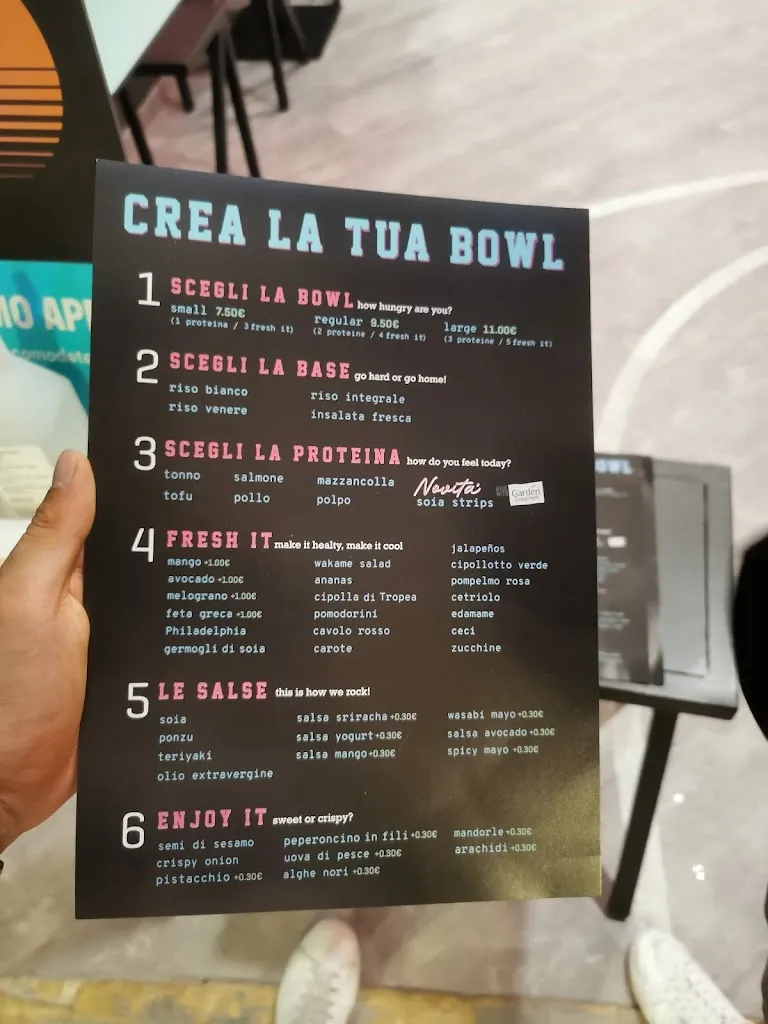 CREA LA TUA BOWL
1 SCEGLI LA BOWL how hungry are you?
small 7.50€ regular 9.50€ large 11.00€
(1 proteina / 3 fresh it) (2 proteine / 4 fresh it) (3 proteine / 5 fresh it)
2 SCEGLI LA BASE go hard or go home!
riso bianco riso integrale
riso venere insalata fresca
3 SCEGLI LA PROTEINA how do you feel today?
tonno salmone mazzancolla Novità
tofu pollo polpo soia strips Garden
4 FRESH IT make it healty, make it cool
mango +1.00€ wakame salad jalapeños
avocado +1.00€ ananas cipollotto verde
melograno +1.00€ cipolla di Tropea pompelmo rosa
feta greca +1.00€ pomodorini cetriolo
Philadelphia cavolo rosso edamame
germogli di soia carote ceci
zucchine
5 LE SALSE this is how we rock!
soia salsa sriracha +0.30€ wasabi mayo +0.30€
ponzu salsa yogurt +0.30€ salsa avocado +0.30€
teriyaki salsa mango +0.30€ spicy mayo +0.30€
olio extravergine
6 ENJOY IT sweet or crispy?
semi di sesamo peperoncino in fili +0.30€ mandorle +0.30€
crispy onion uova di pesce +0.30€ arachidi +0.30€
pistacchio +0.30€ alghe nori +0.30€
OWL